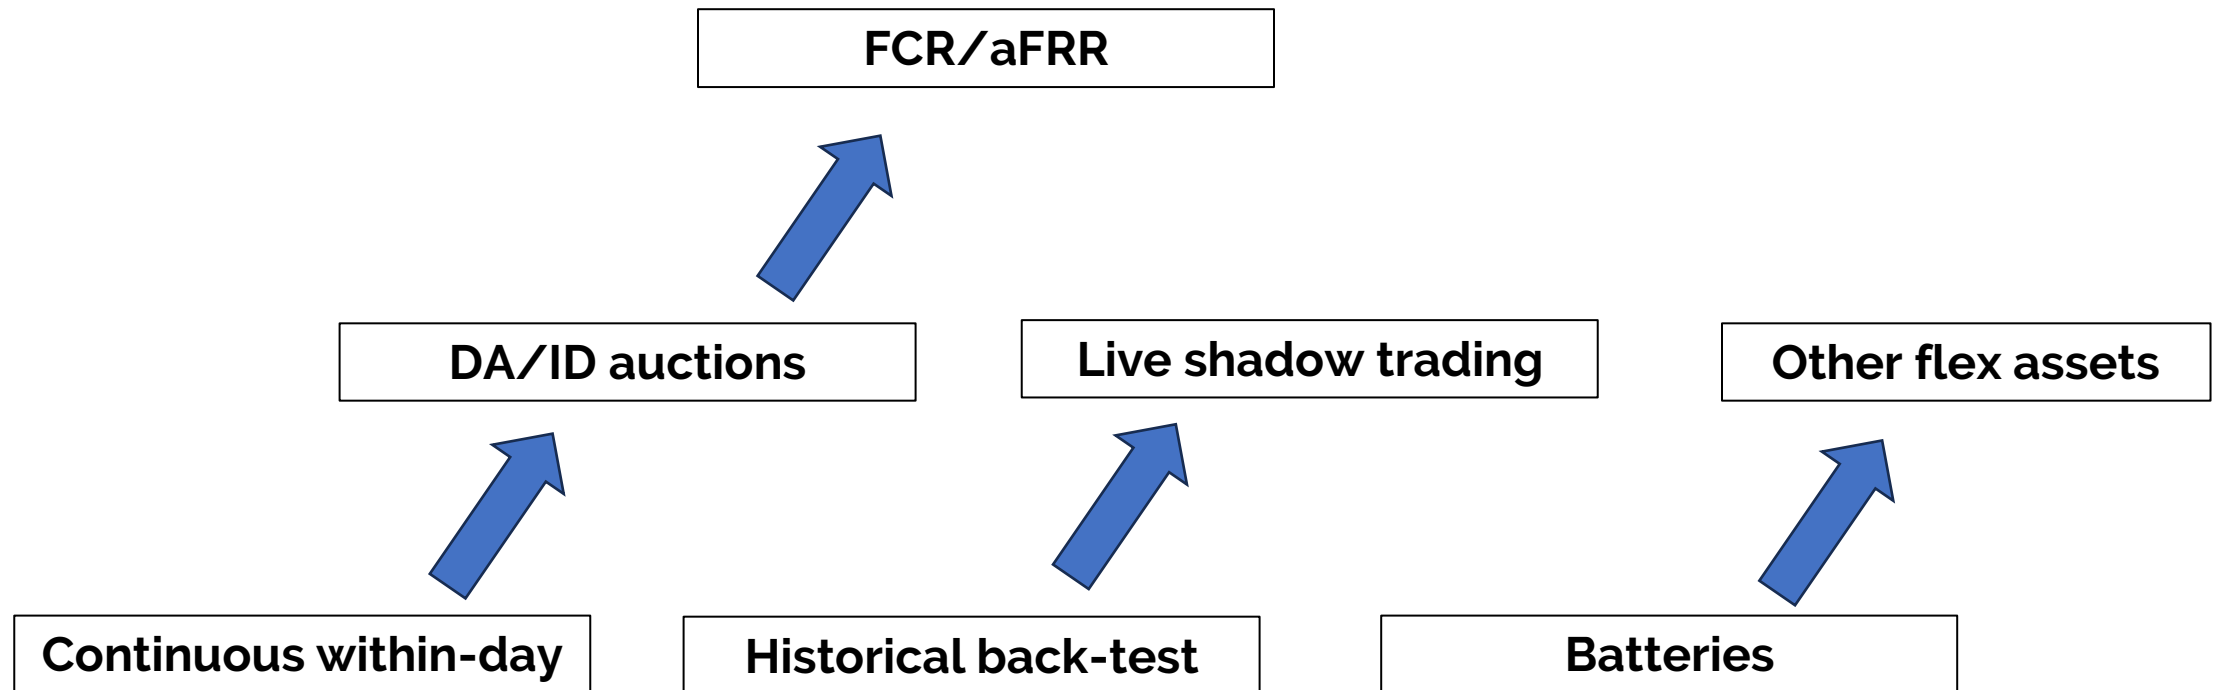 FCR/aFRR
DA/ID auctions
Live shadow trading
Other flex assets
Continuous within-day
Historical back-test
Batteries